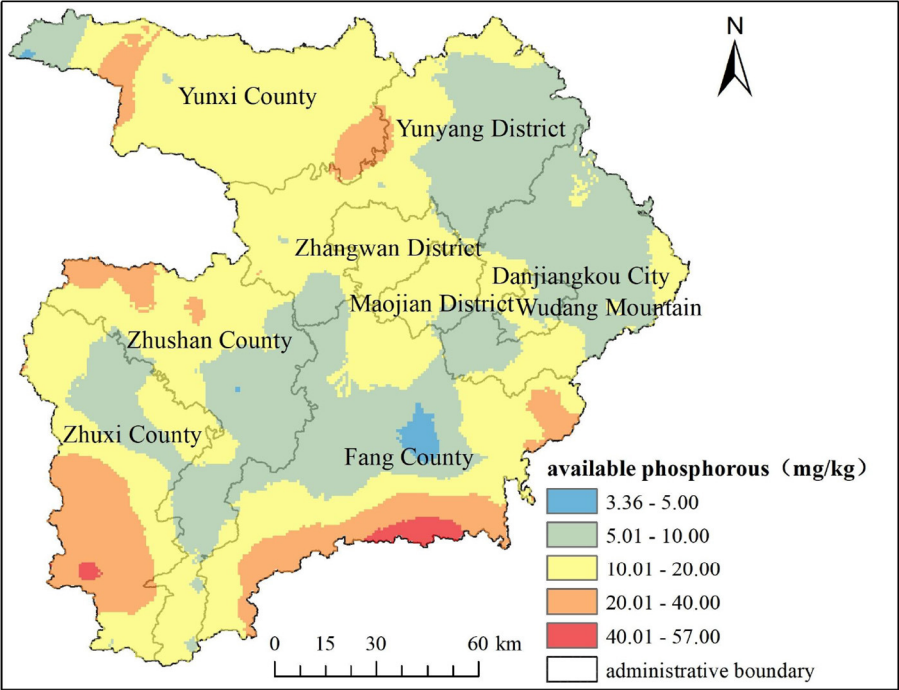 N
Yunxi County
Yunyang District
Zhangwan District
Danjiangkou City
Maojian District
Wudang Mountain
Zhushan County
Zhuxi County
Fang County
available phosphorous（mg/kg）
3.36 - 5.00
5.01 - 10.00
10.01 - 20.00
20.01 - 40.00
40.01 - 57.00
administrative boundary
0 15 30 60 km